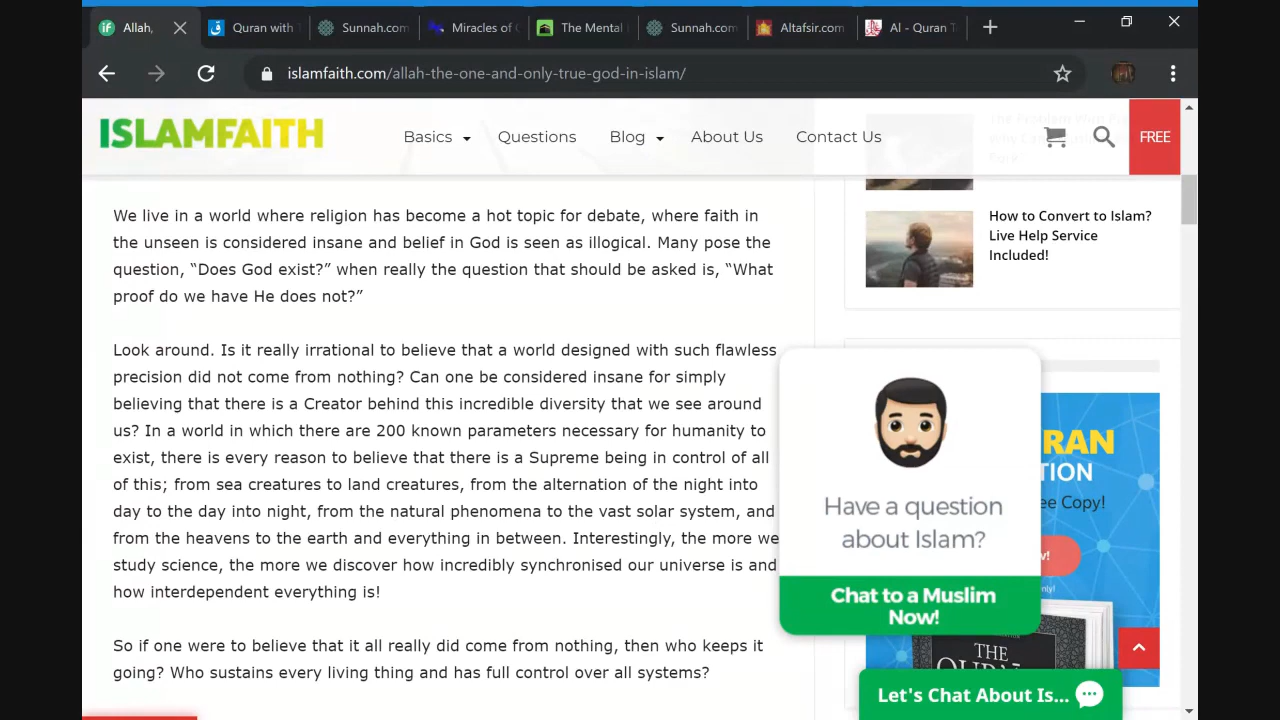 Allah,
Quran with T
Sunnah.com
Miracles of
The Mental
Sunnah.com
Altafsir.com
Al - Quran T
islamfaith.com/allah-the-one-and-only-true-god-in-islam/
ISLAMFAITH
Basics
Questions
Blog
About Us
Contact Us
FREE
We live in a world where religion has become a hot topic for debate, where faith in
the unseen is considered insane and belief in God is seen as illogical. Many pose the
question, “Does God exist?” when really the question that should be asked is, “What
proof do we have He does not?”
Look around. Is it really irrational to believe that a world designed with such flawless
precision did not come from nothing? Can one be considered insane for simply
believing that there is a Creator behind this incredible diversity that we see around
us? In a world in which there are 200 known parameters necessary for humanity to
exist, there is every reason to believe that there is a Supreme being in control of all
of this; from sea creatures to land creatures, from the alternation of the night into
day to the day into night, from the natural phenomena to the vast solar system, and
from the heavens to the earth and everything in between. Interestingly, the more we
study science, the more we discover how incredibly synchronised our universe is and
how interdependent everything is!
So if one were to believe that it all really did come from nothing, then who keeps it
going? Who sustains every living thing and has full control over all systems?
How to Convert to Islam?
Live Help Service
Included!
RAN
TION
ee Copy!
w!
only!
THE
QURAN
Have a question
about Islam?
Chat to a Muslim
Now!
Let's Chat About Is...